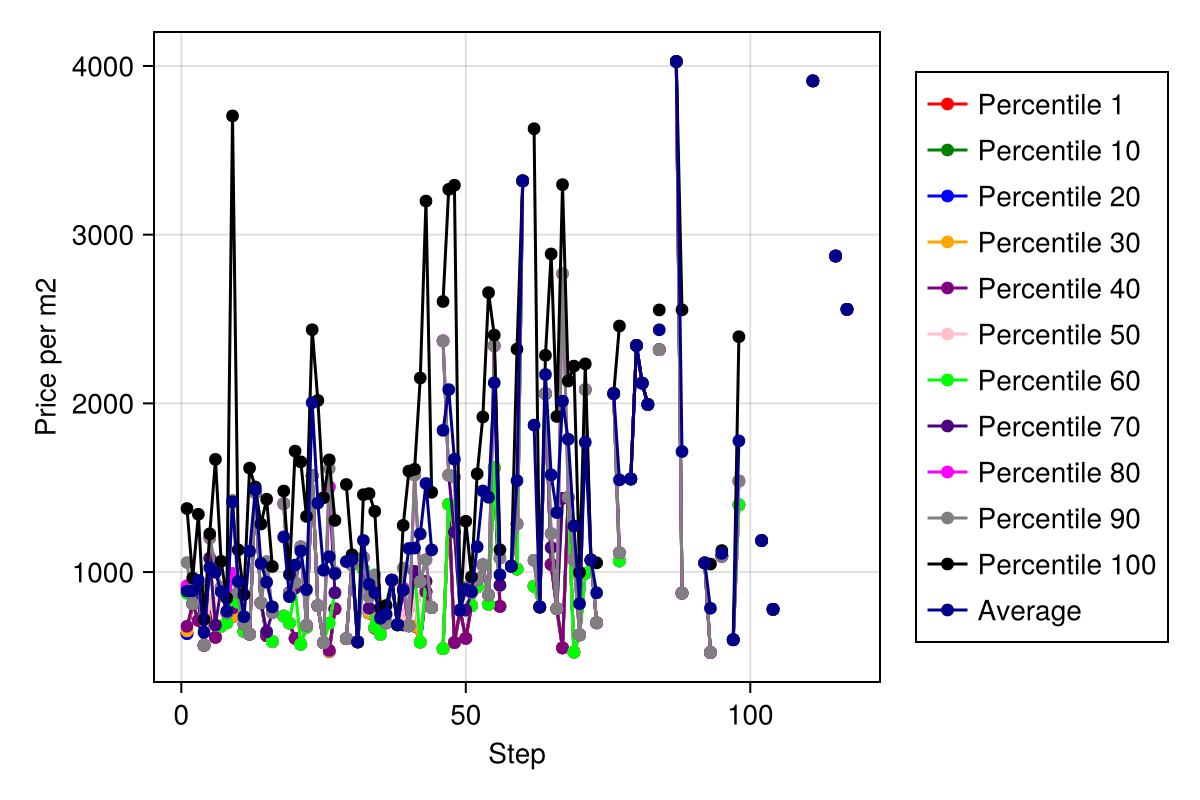 4000
3000
2000
1000
Price per m2
0
50
100
Step
Percentile 1
Percentile 10
Percentile 20
Percentile 30
Percentile 40
Percentile 50
Percentile 60
Percentile 70
Percentile 80
Percentile 90
Percentile 100
Average